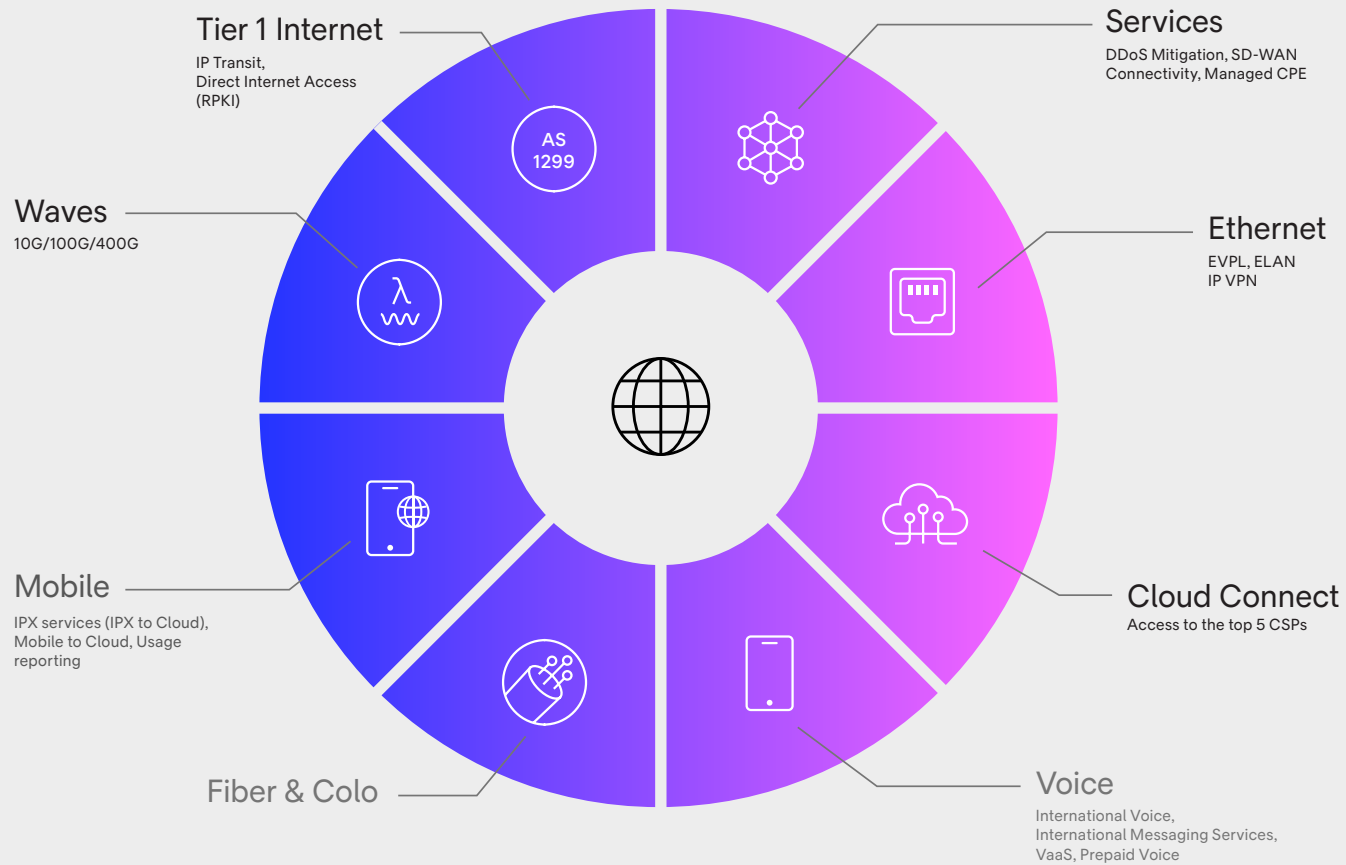 Tier 1 Internet
IP Transit,
Direct Internet Access
(RPKI)
AS
1299
Services
DDoS Mitigation, SD-WAN
Connectivity, Managed CPE
Waves
10G/100G/400G
λ
Ethernet
EVPL, ELAN
IP VPN
Mobile
IPX services (IPX to Cloud),
Mobile to Cloud, Usage
reporting
Cloud Connect
Access to the top 5 CSPs
Fiber & Colo
Voice
International Voice,
International Messaging Services,
VaaS, Prepaid Voice